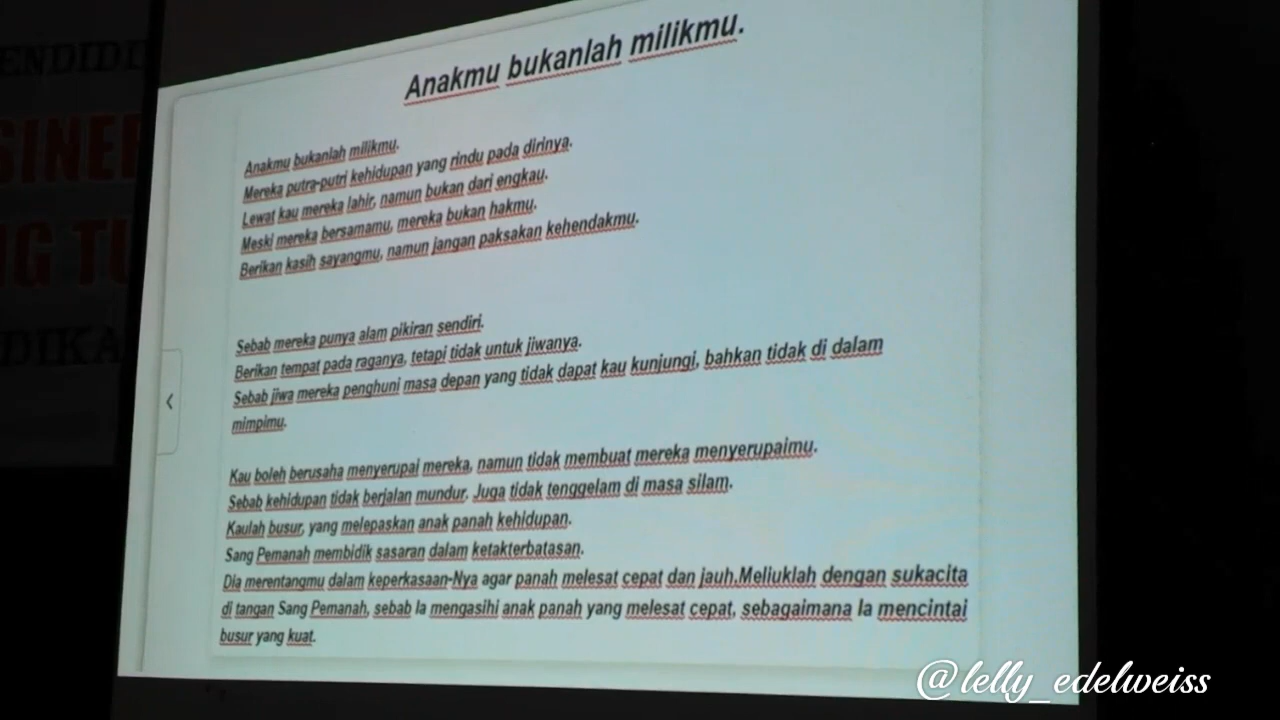 Anakmu bukanlah milikmu.
Anakmu bukanlah milikmu.
Mereka putra-putri kehidupan yang rindu pada dirinya.
Lewat kau mereka lahir, namun bukan dari engkau.
Meski mereka bersamamu, mereka bukan hakmu.
Berikan kasih sayangmu, namun jangan paksakan kehendakmu.
Sebab mereka punya alam pikiran sendiri.
Berikan tempat pada raganya, tetapi tidak untuk jiwanya.
Sebab jiwa mereka penghuni masa depan yang tidak dapat kau kunjungi, bahkan tidak di dalam
mimpimu.
Kau boleh berusaha menyerupai mereka, namun tidak membuat mereka menyerupaimu.
Sebab kehidupan tidak berjalan mundur. Juga tidak tenggelam di masa silam.
Kaulah busur, yang melepaskan anak panah kehidupan.
Sang Pemanah membidik sasaran dalam ketakterbatasan.
Dia merentangmu dalam keperkasaan-Nya agar panah melesat cepat dan jauh.Meliuklah dengan sukacita
di tangan Sang Pemanah, sebab Ia mengasihi anak panah yang melesat cepat, sebagaimana Ia mencintai
busur yang kuat.
ENDIDI
SINER
G TU
DIKA
@lelly_edelweiss